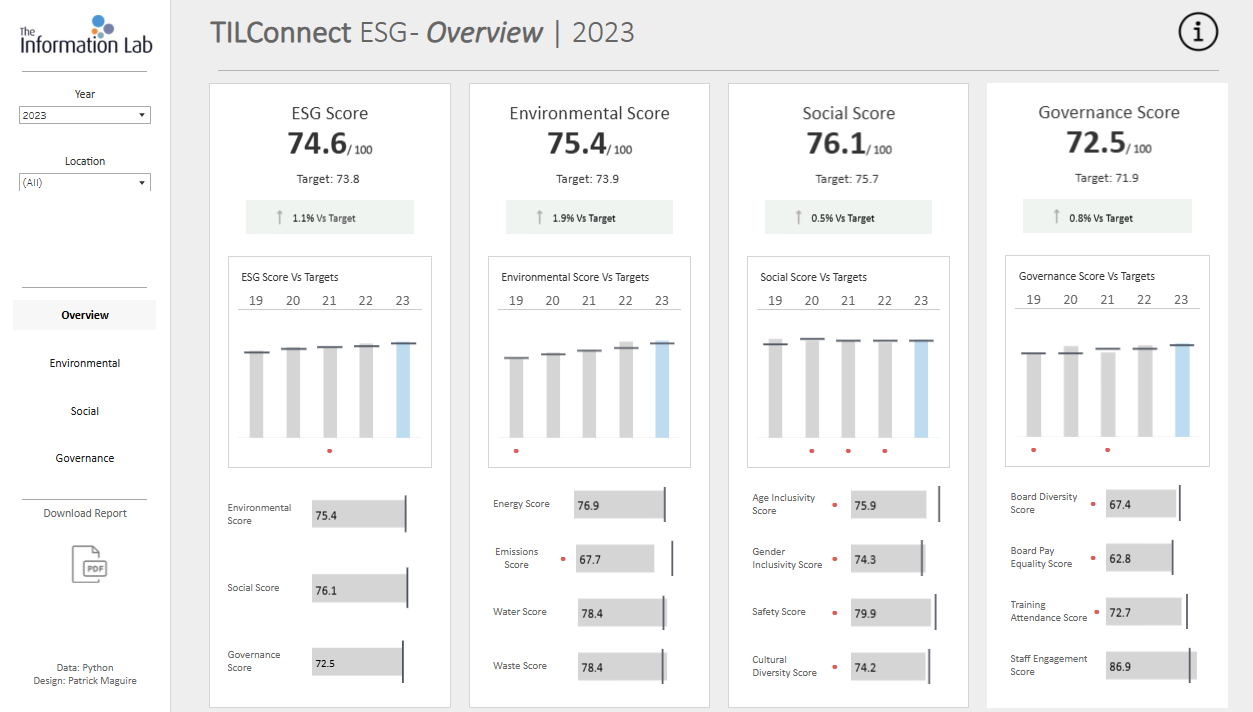 The
Information Lab
Year
2023
Location
(All)
Overview
Environmental
Social
Governance
Download Report
PDF
Data: Python
Design: Patrick Maguire
TILConnect ESG- Overview | 2023
i
ESG Score
74.6/ 100
Target: 73.8
↑ 1.1% Vs Target
ESG Score Vs Targets
19 20 21 22 23
Environmental
Score
75.4
Social Score
76.1
Governance
Score
72.5
Environmental Score
75.4/ 100
Target: 73.9
↑ 1.9% Vs Target
Environmental Score Vs Targets
19 20 21 22 23
Energy Score
76.9
Emissions
Score
67.7
Water Score
78.4
Waste Score
78.4
Social Score
76.1/ 100
Target: 75.7
↑ 0.5% Vs Target
Social Score Vs Targets
19 20 21 22 23
Age Inclusivity
Score
75.9
Gender
Inclusivity Score
74.3
Safety Score
79.9
Cultural
Diversity Score
74.2
Governance Score
72.5/ 100
Target: 71.9
↑ 0.8% Vs Target
Governance Score Vs Targets
19 20 21 22 23
Board Diversity
Score
67.4
Board Pay
Equality Score
62.8
Training
Attendance Score
72.7
Staff Engagement
Score
86.9